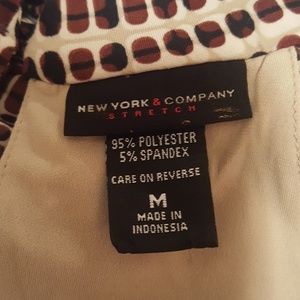 NEW YORK & COMPANY
STRETCH
95% POLYESTER
5% SPANDEX
CARE ON REVERSE
M
MADE IN
INDONESIA